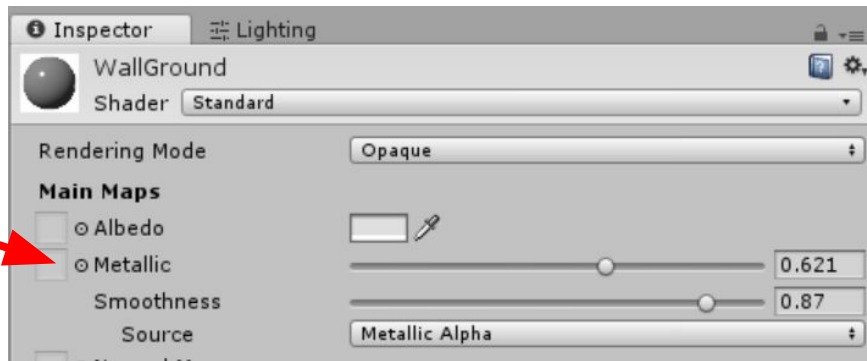 Inspector Lighting
WallGround
Shader Standard
Rendering Mode Opaque
Main Maps
Albedo
Metallic 0.621
Smoothness 0.87
Source Metallic Alpha